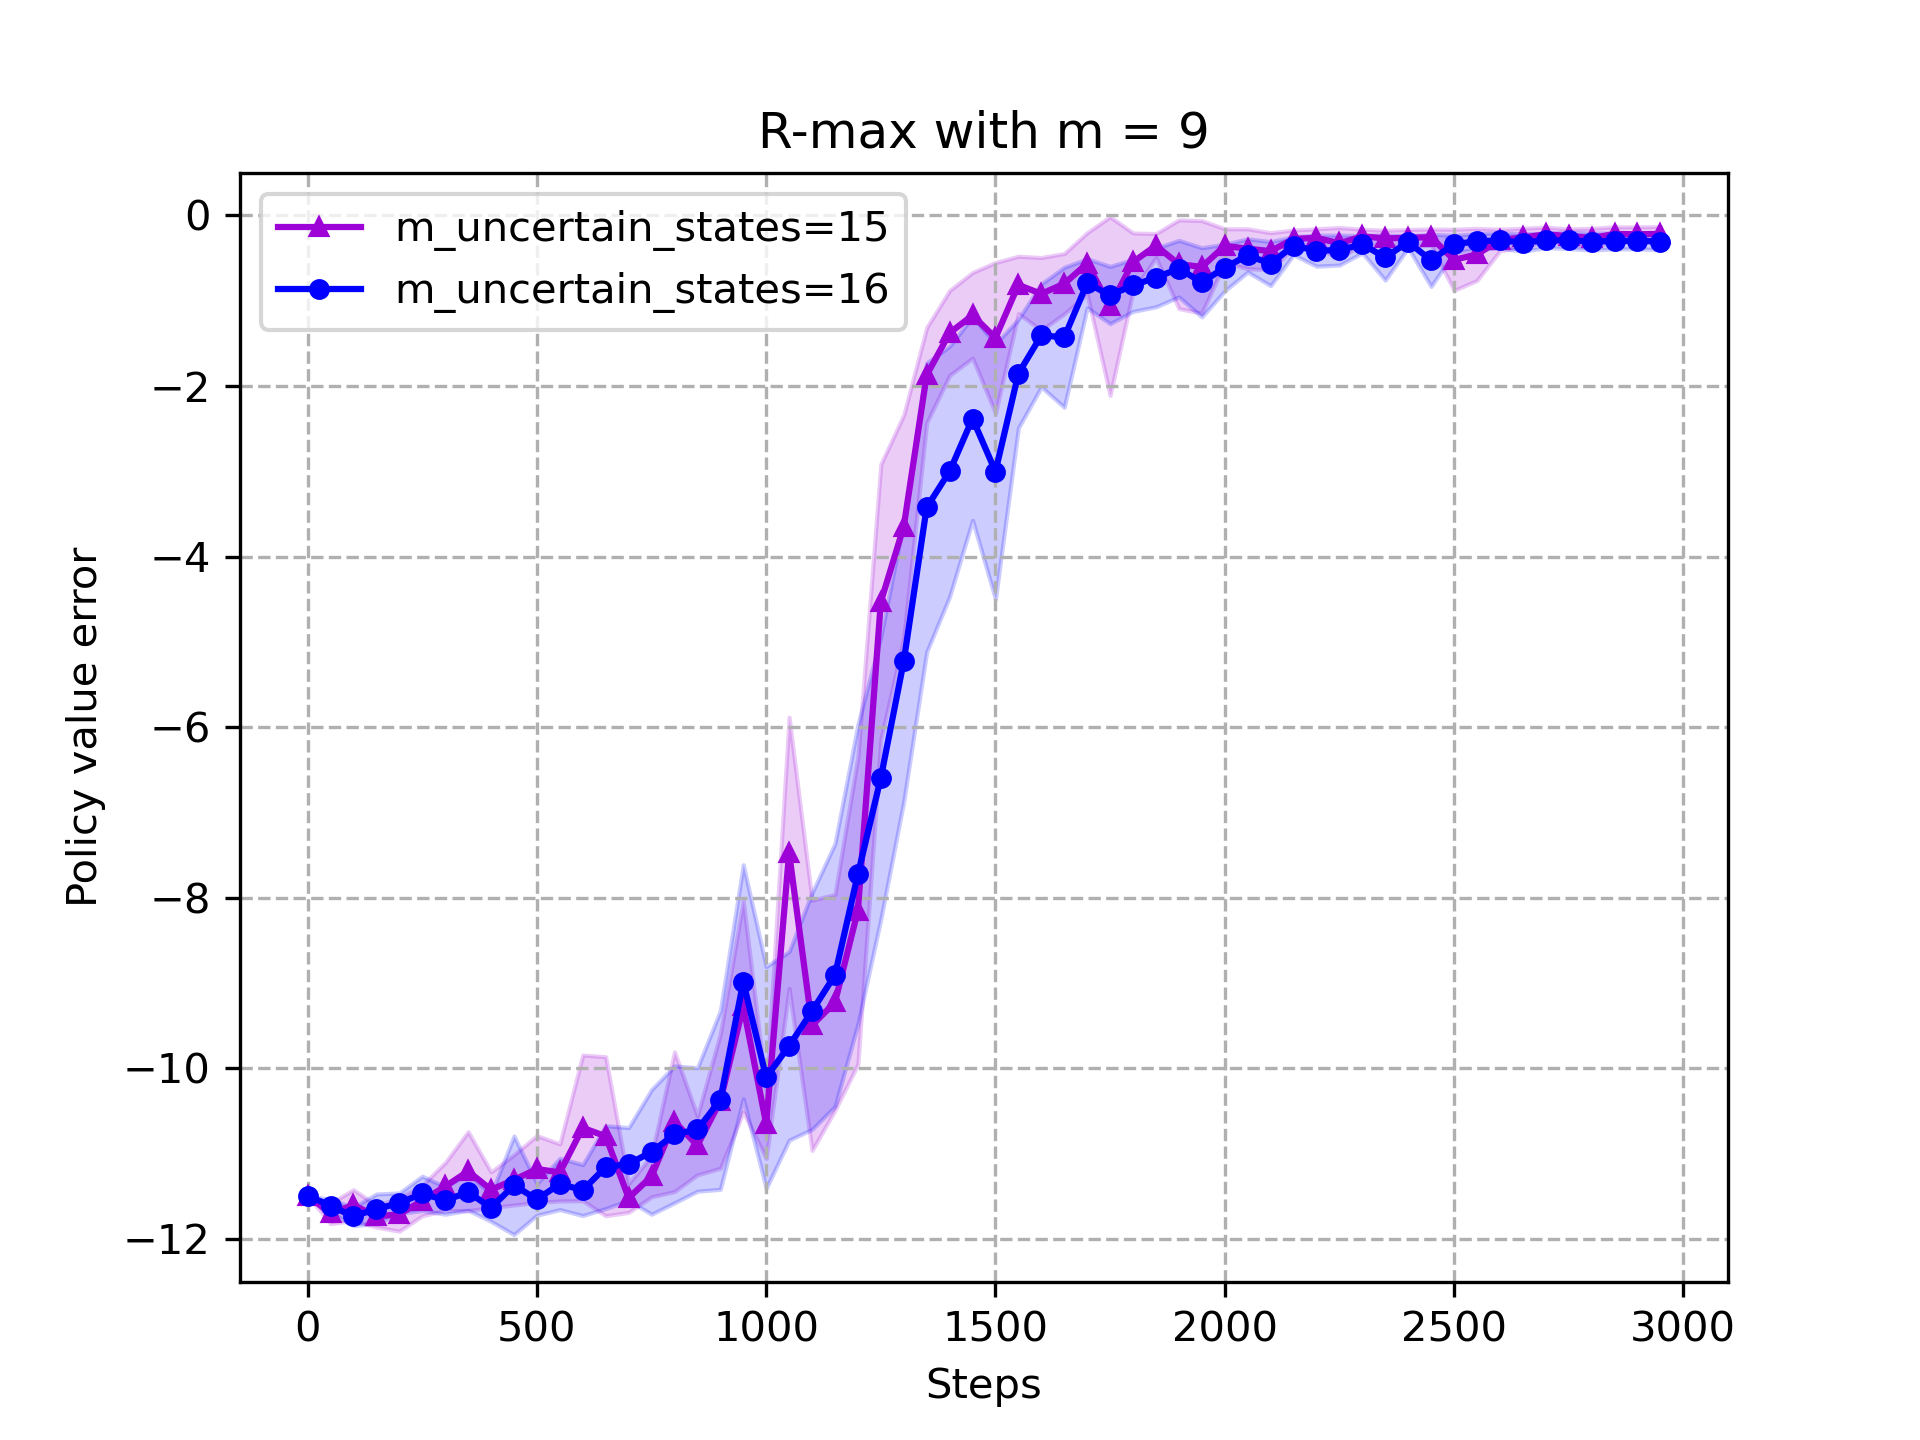 R-max with m = 9
m_uncertain_states=15
m_uncertain_states=16
Policy value error
0
−2
−4
−6
−8
−10
−12
0 500 1000 1500 2000 2500 3000
Steps